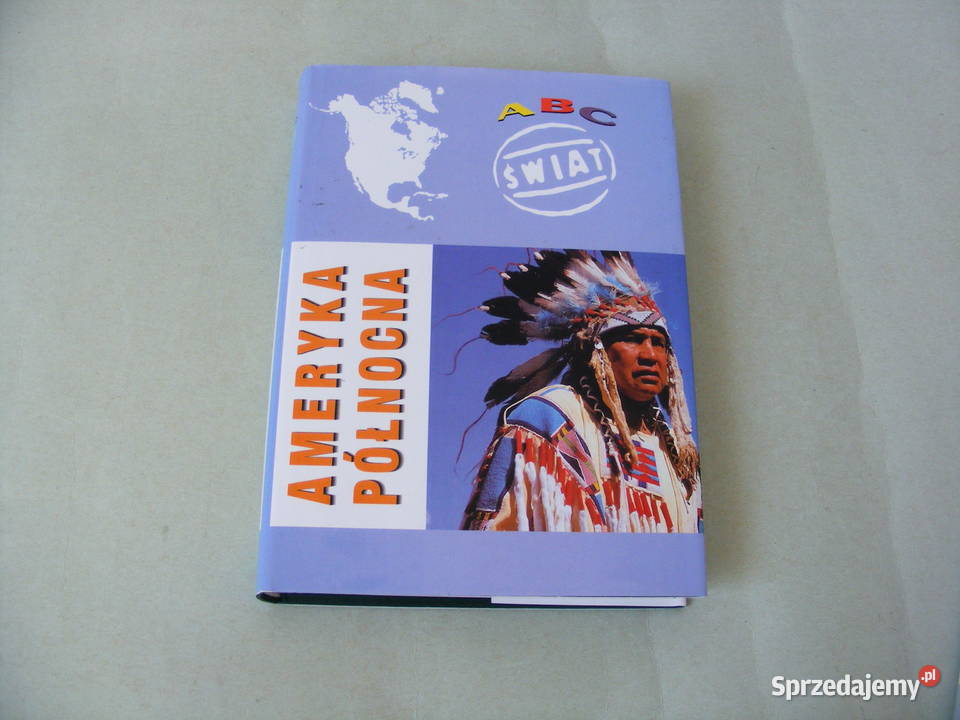 ABC
ŚWIAT
AMERYKA
PÓŁNOCNA
Sprzedajemy.pl